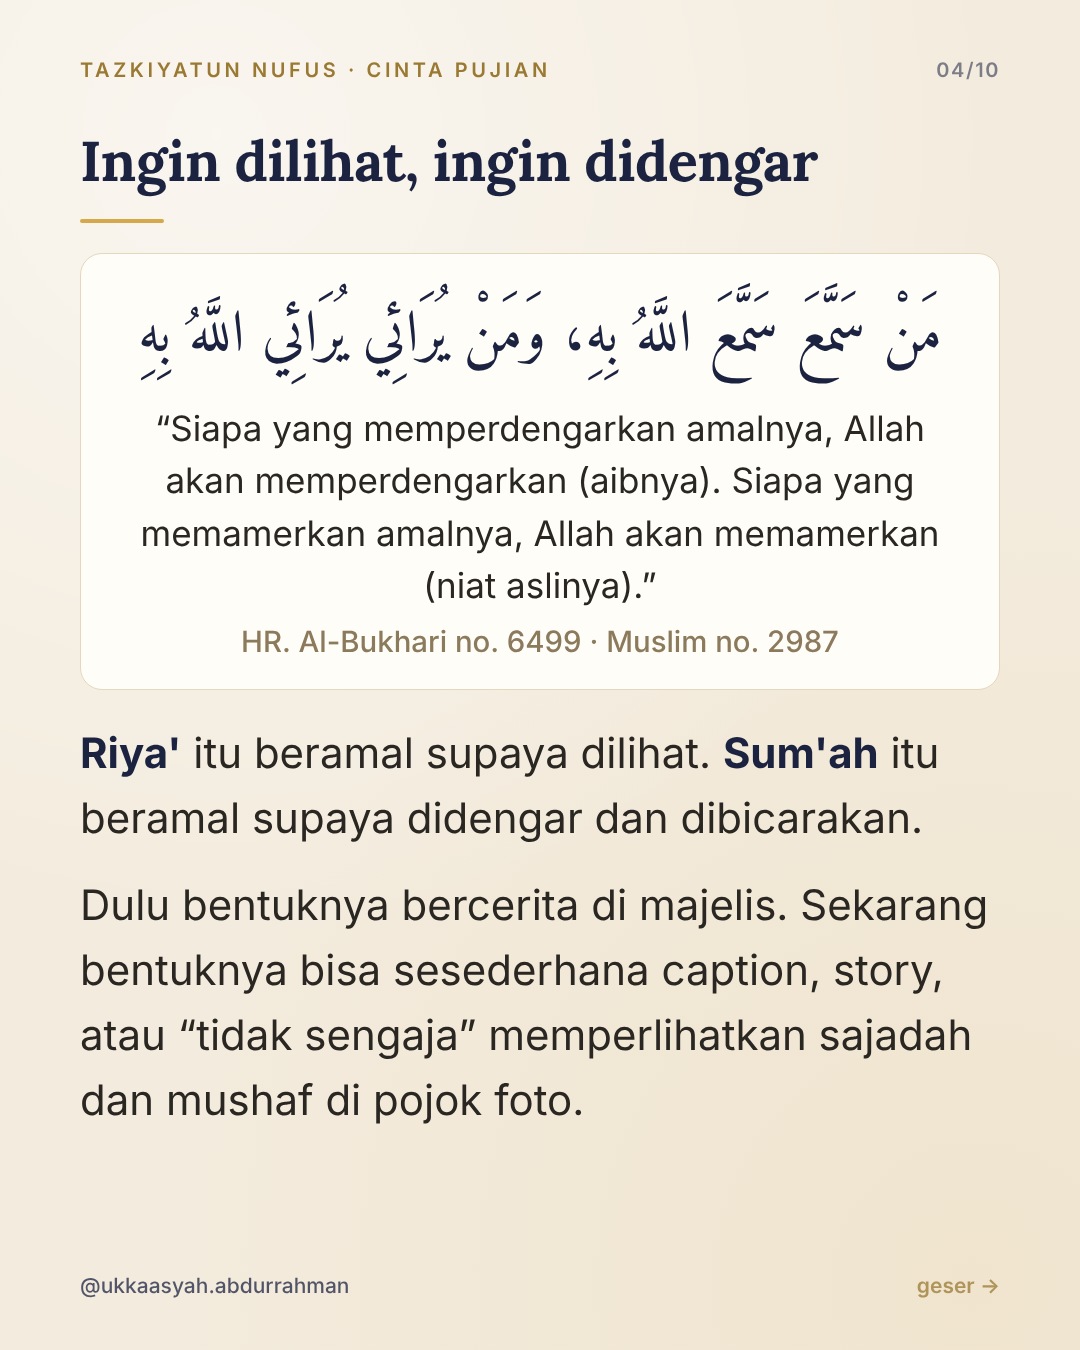 TAZKIYATUN NUFUS · CINTA PUJIAN
04/10
Ingin dilihat, ingin didengar
مَنْ سَمَّعَ سَمَّعَ اللَّهُ بِهِ، وَمَنْ يُرَائِي يُرَائِي اللَّهُ بِهِ
“Siapa yang memperdengarkan amalnya, Allah
akan memperdengarkan (aibnya). Siapa yang
memamerkan amalnya, Allah akan memamerkan
(niat aslinya).”
HR. Al-Bukhari no. 6499 · Muslim no. 2987
Riya' itu beramal supaya dilihat. Sum'ah itu
beramal supaya didengar dan dibicarakan.
Dulu bentuknya bercerita di majelis. Sekarang
bentuknya bisa sesederhana caption, story,
atau “tidak sengaja” memperlihatkan sajadah
dan mushaf di pojok foto.
@ukkaasyah.abdurrahman
geser →